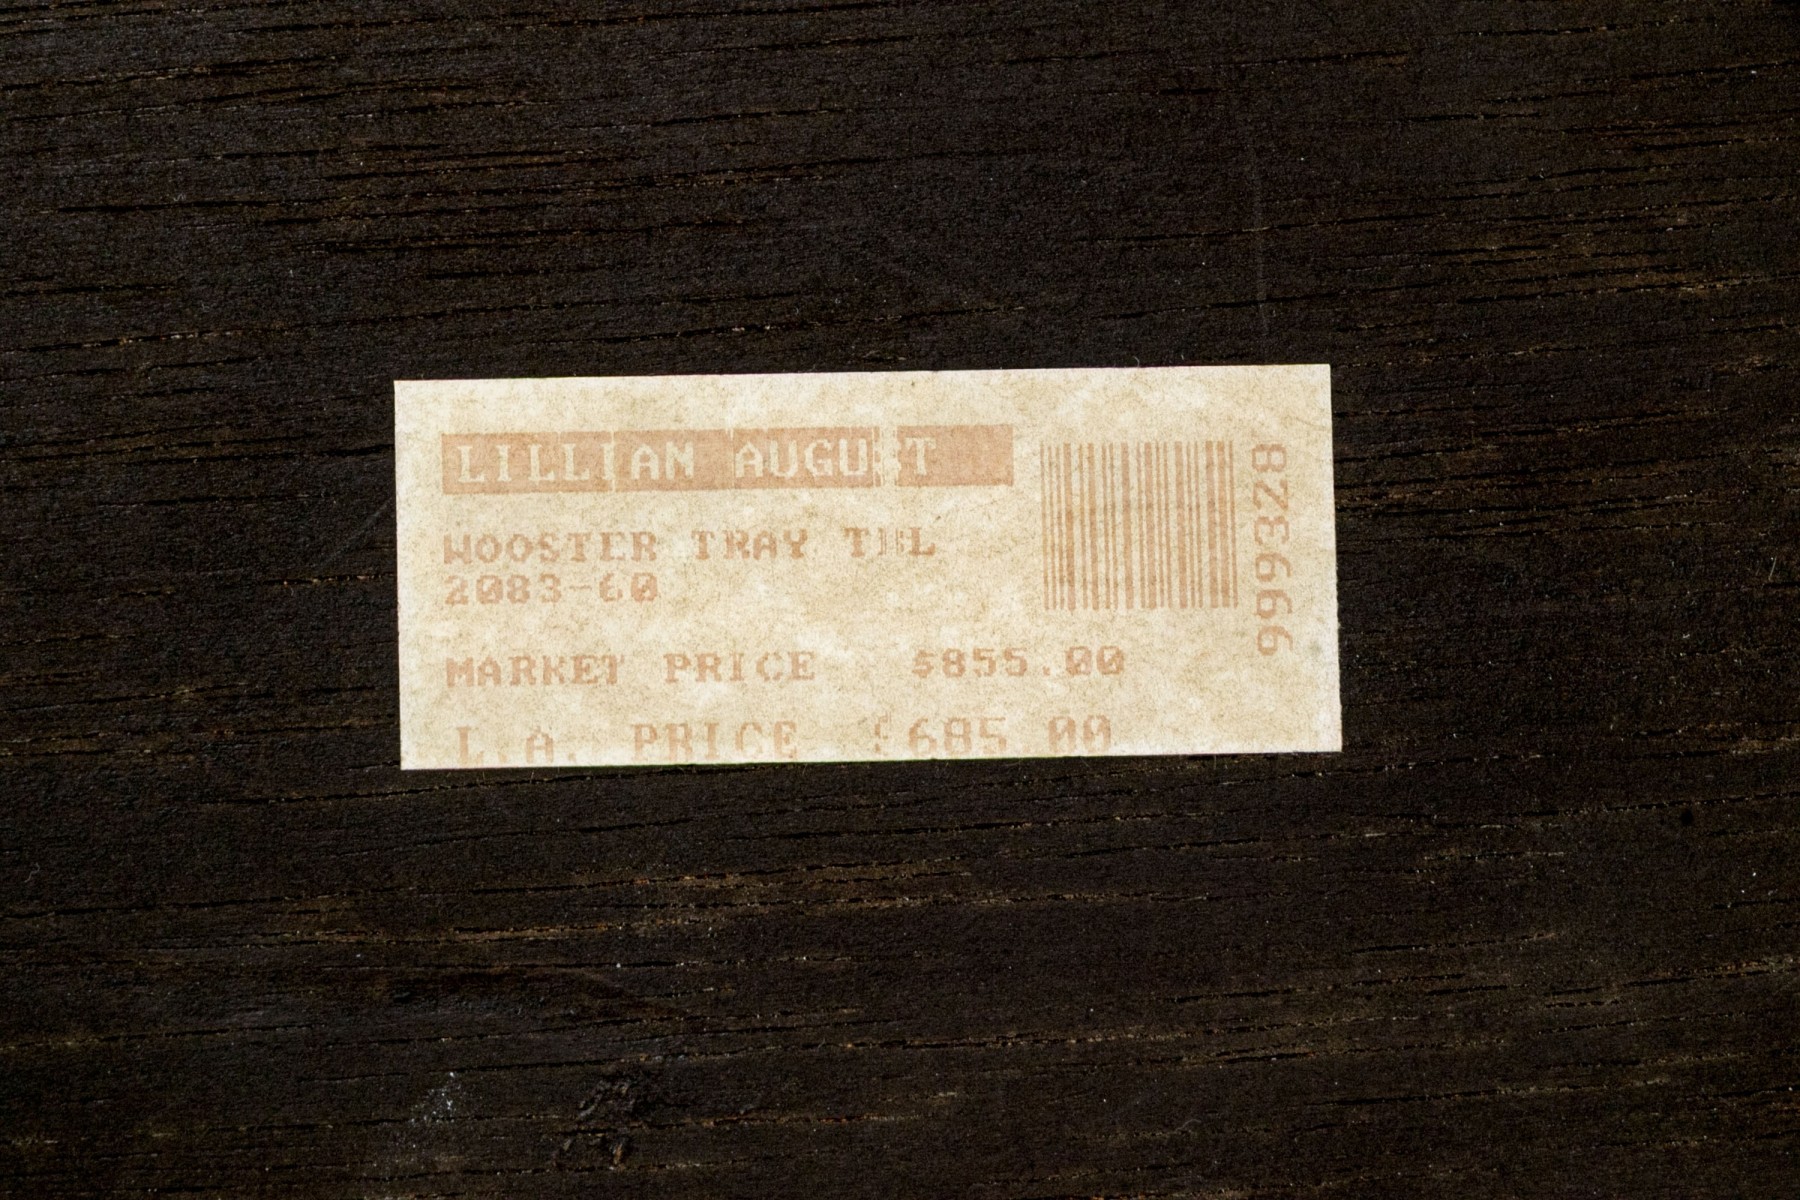 LILLIAN AUGUST
WOOSTER TRAY TBL
2083-60
MARKET PRICE $855.00
L.A. PRICE $685.00
999328